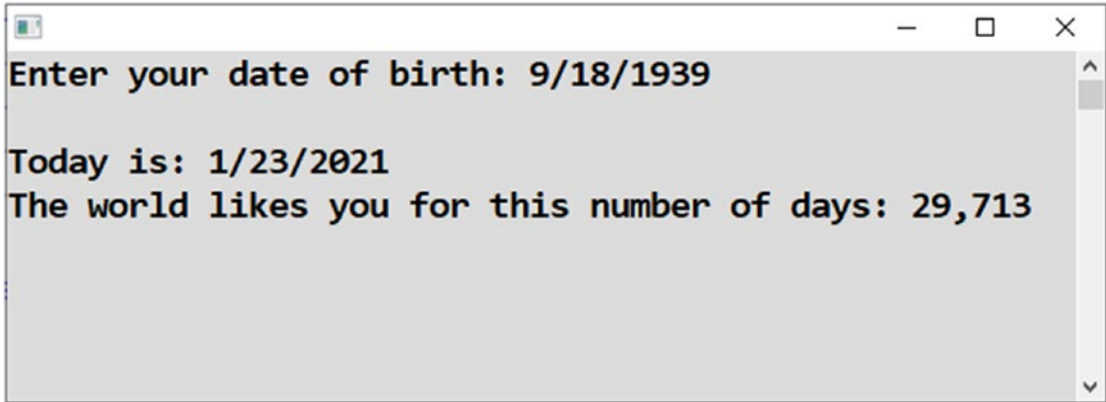 Enter your date of birth: 9/18/1939
Today is: 1/23/2021
The world likes you for this number of days: 29,713